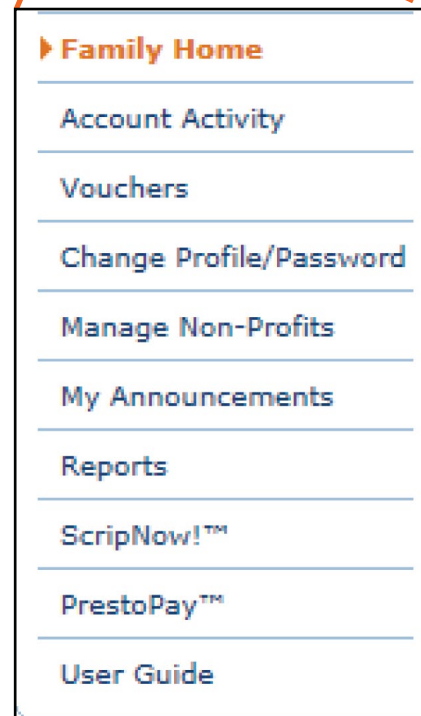 Family Home
Account Activity
Vouchers
Change Profile/Password
Manage Non-Profits
My Announcements
Reports
ScripNow!™
PrestoPay™
User Guide